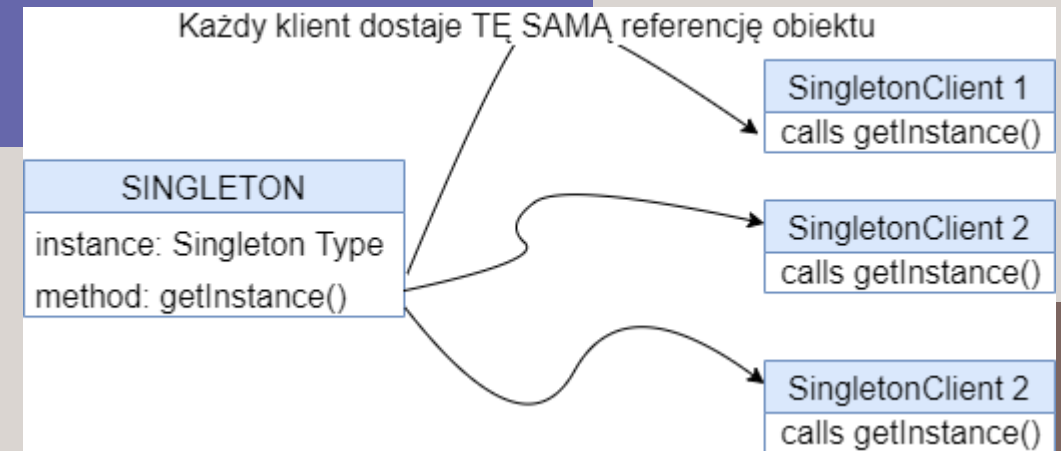 Każdy klient dostaje TĘ SAMĄ referencję obiektu
SINGLETON
instance: Singleton Type
method: getInstance()
SingletonClient 1
calls getInstance()
SingletonClient 2
calls getInstance()
SingletonClient 2
calls getInstance()